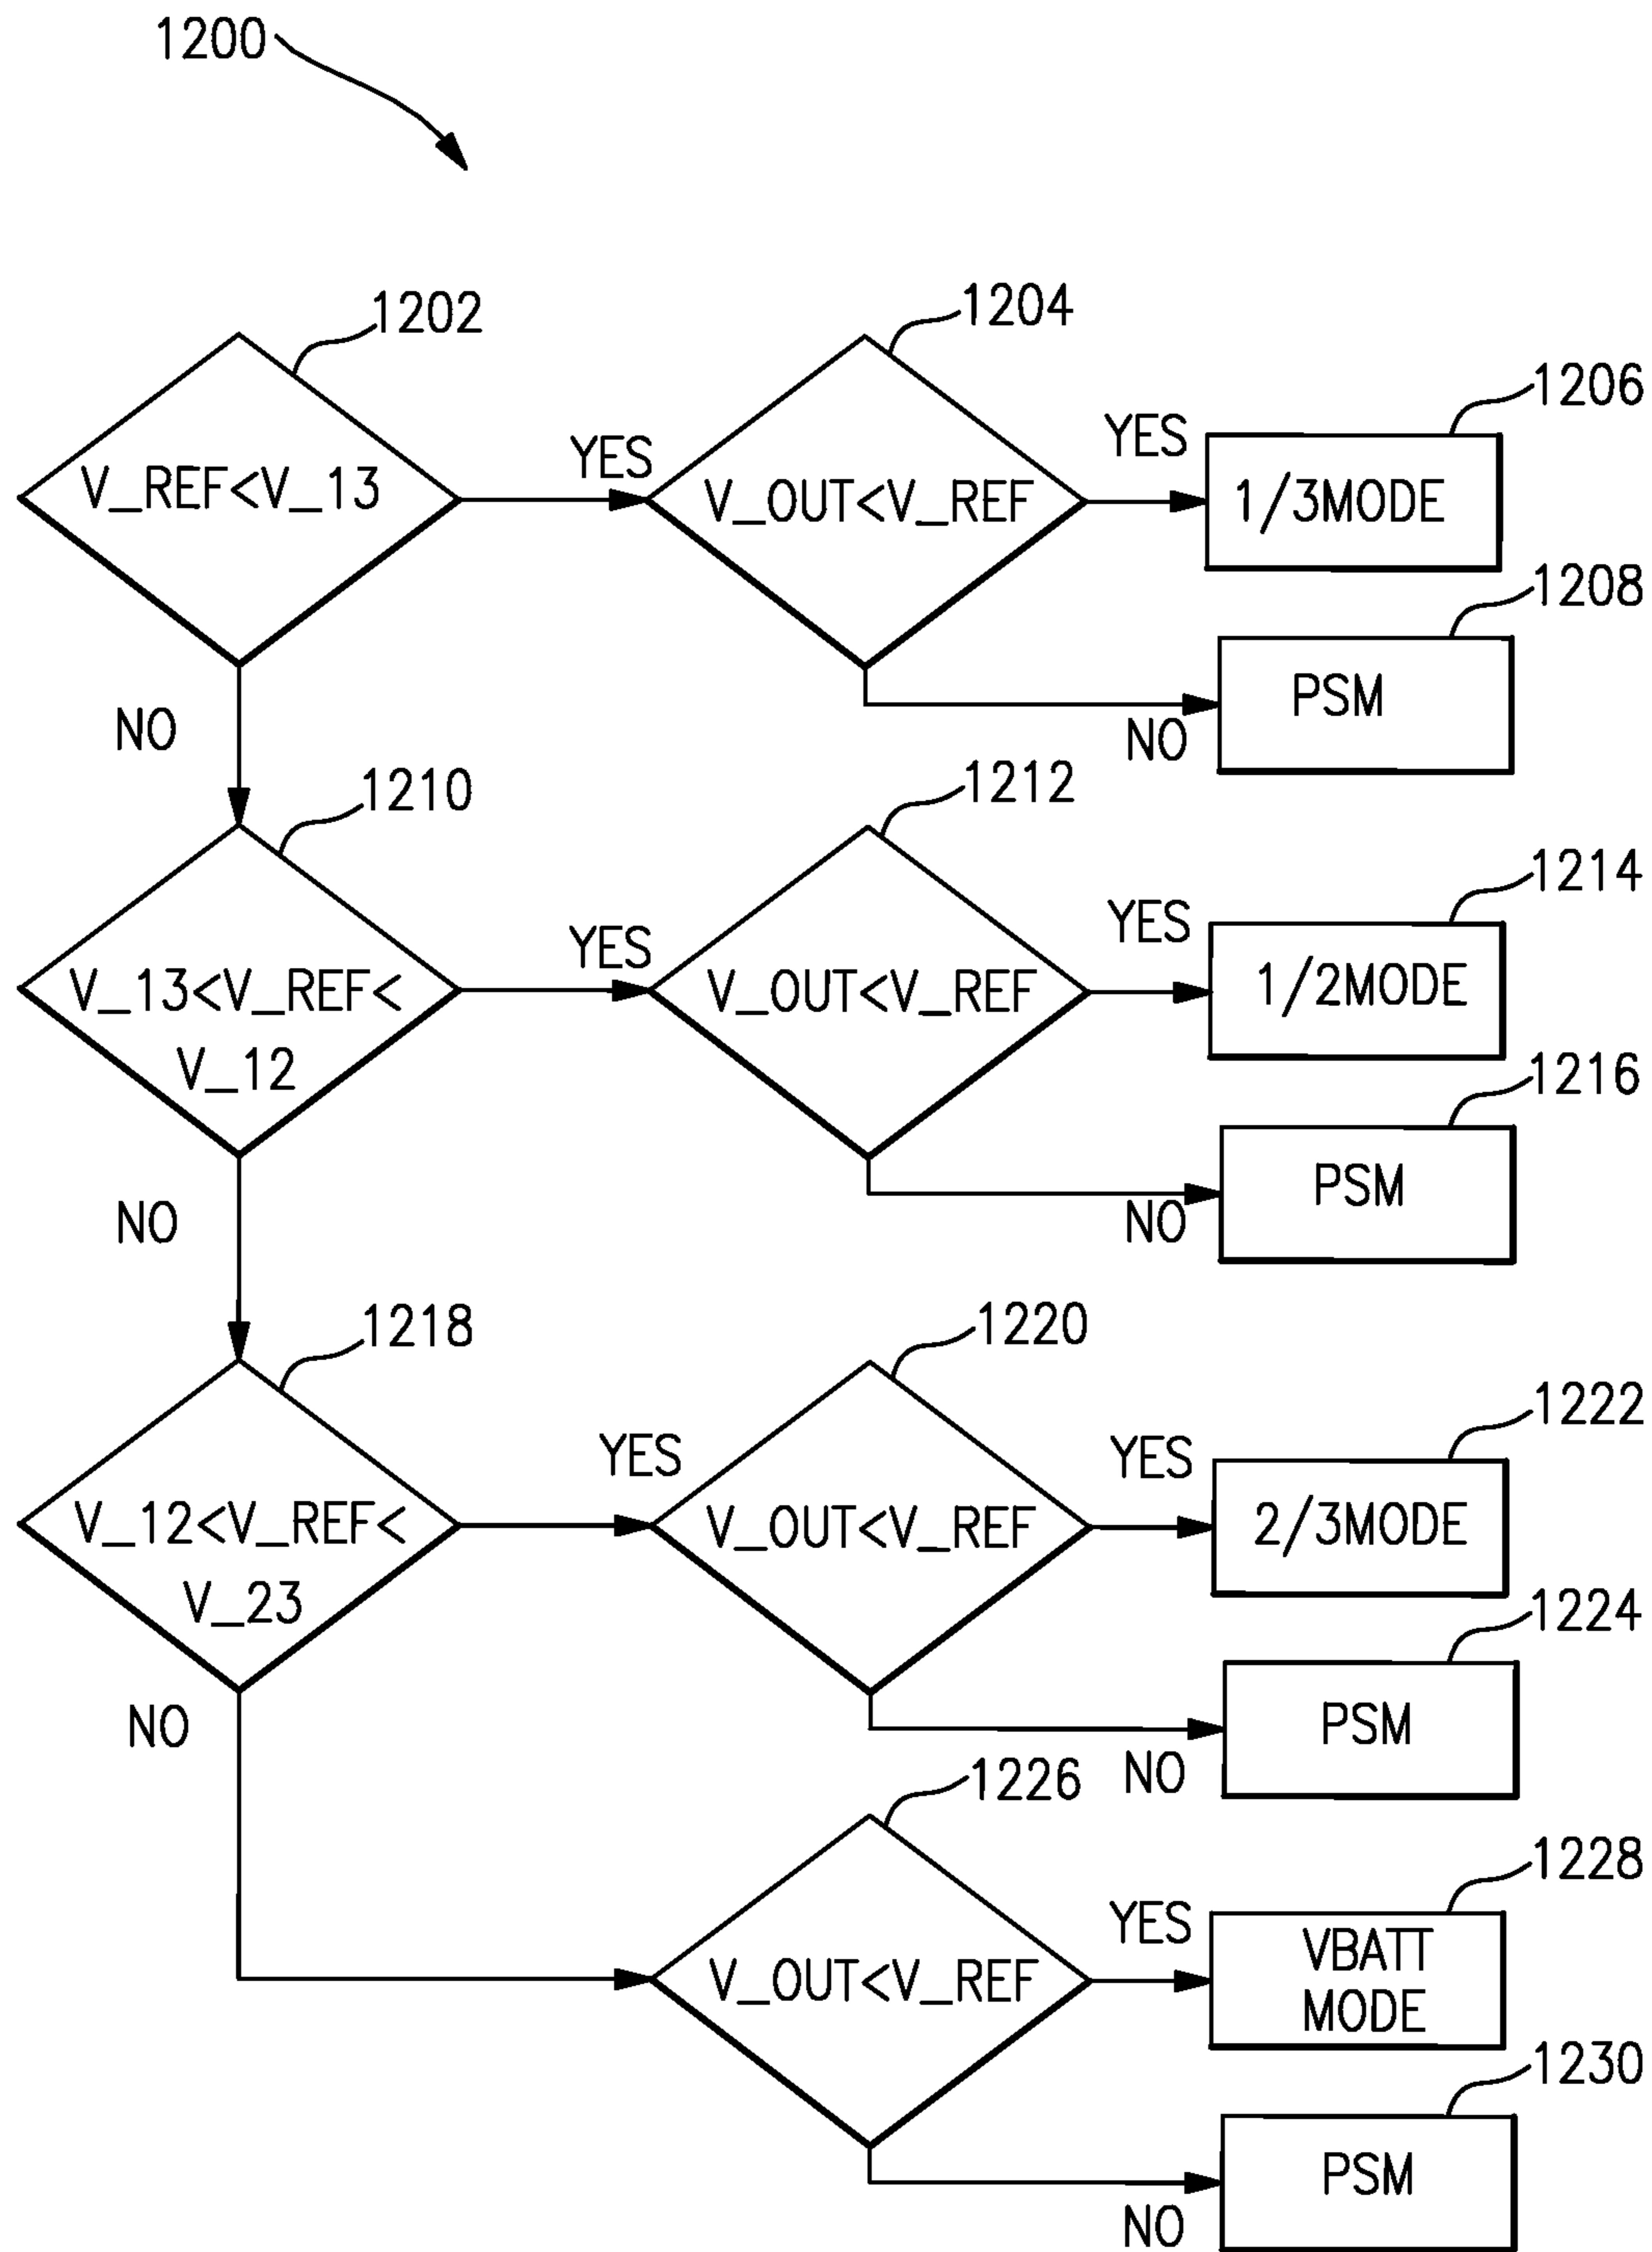 1200
1202
1204
1206
V_REF<V_13
YES
V_OUT<V_REF
YES
1/3MODE
1208
NO
NO
PSM
1210
1212
1214
V_13<V_REF<
V_12
YES
V_OUT<V_REF
YES
1/2MODE
1216
NO
NO
PSM
1218
1220
1222
V_12<V_REF<
V_23
YES
V_OUT<V_REF
YES
2/3MODE
1224
NO
NO
PSM
1226
1228
V_OUT<V_REF
YES
VBATT
MODE
1230
NO
PSM